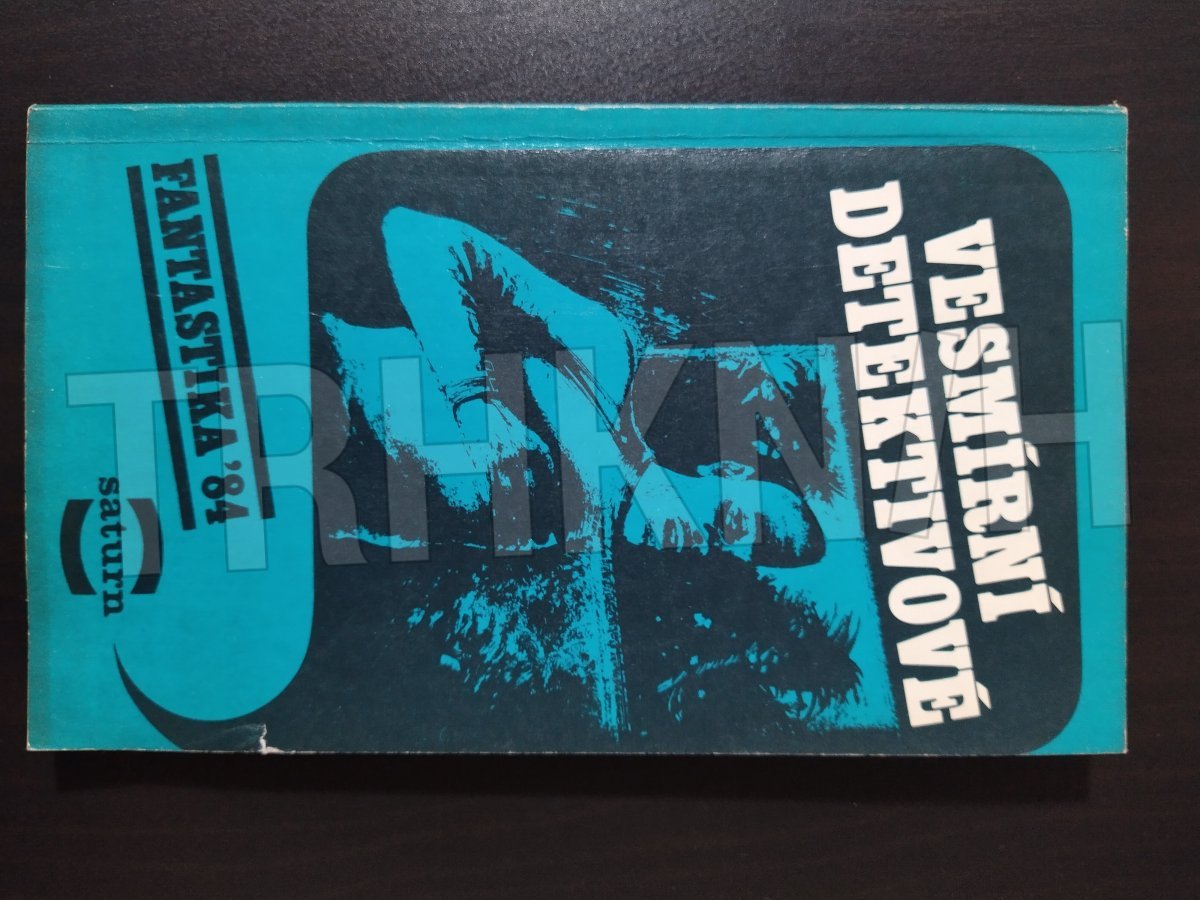 VESMÍRNÍ
DETEKTIVOVÉ
FANTASTIKA '84
saturn
TRHKNIH